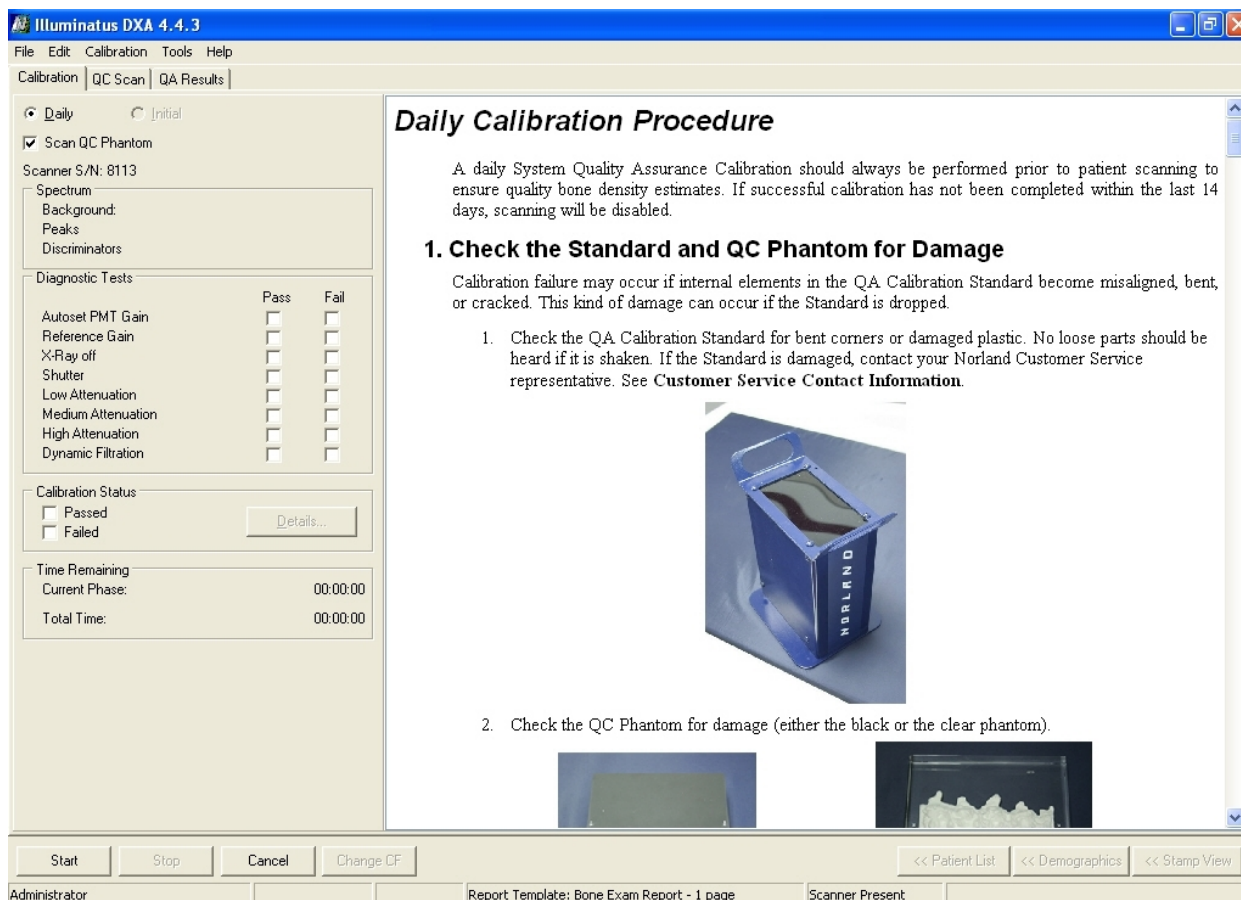 Illuminatus DXA 4.4.3
File Edit Calibration Tools Help
Calibration QC Scan QA Results
Daily Initial
Scan QC Phantom
Scanner S/N: 8113
Spectrum
Background:
Peaks
Discriminators
Diagnostic Tests
Pass Fail
Autoset PMT Gain
Reference Gain
X-Ray off
Shutter
Low Attenuation
Medium Attenuation
High Attenuation
Dynamic Filtration
Calibration Status
Passed
Failed
Details...
Time Remaining
Current Phase: 00:00:00
Total Time: 00:00:00
Daily Calibration Procedure
A daily System Quality Assurance Calibration should always be performed prior to patient scanning to
ensure quality bone density estimates. If successful calibration has not been completed within the last 14
days, scanning will be disabled.
1. Check the Standard and QC Phantom for Damage
Calibration failure may occur if internal elements in the QA Calibration Standard become misaligned, bent,
or cracked. This kind of damage can occur if the Standard is dropped.
1. Check the QA Calibration Standard for bent corners or damaged plastic. No loose parts should be
heard if it is shaken. If the Standard is damaged, contact your Norland Customer Service
representative. See Customer Service Contact Information.
NORLAND
2. Check the QC Phantom for damage (either the black or the clear phantom).
Start Stop Cancel Change CF << Patient List << Demographics << Stamp View
Administrator Report Template: Bone Exam Report - 1 page Scanner Present